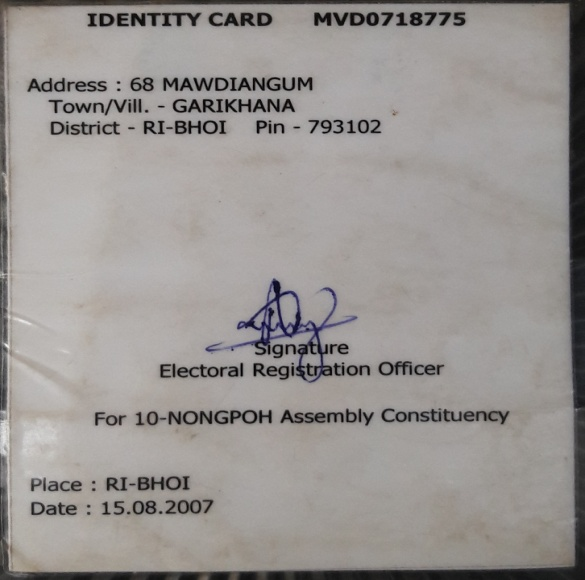 IDENTITY CARD MVD0718775
Address : 68 MAWDIANGUM
Town/Vill. - GARIKHANA
District - RI-BHOI Pin - 793102
Signature
Electoral Registration Officer
For 10-NONGPOH Assembly Constituency
Place : RI-BHOI
Date : 15.08.2007